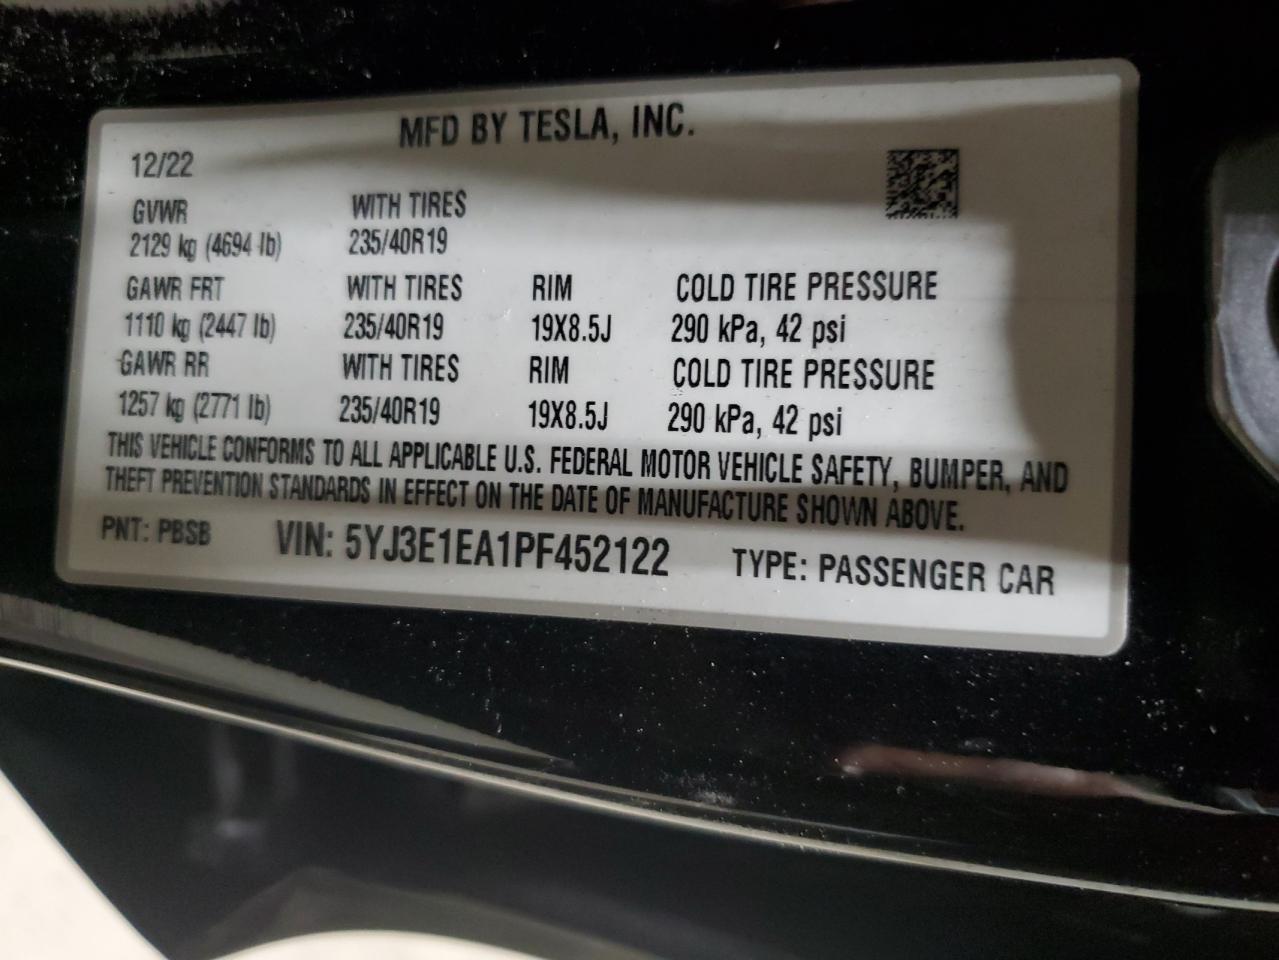 MFD BY TESLA, INC.
12/22
GVWR WITH TIRES
2129 kg (4694 lb) 235/40R19
GAWR FRT WITH TIRES RIM COLD TIRE PRESSURE
1110 kg (2447 lb) 235/40R19 19X8.5J 290 kPa, 42 psi
GAWR RR WITH TIRES RIM COLD TIRE PRESSURE
1257 kg (2771 lb) 235/40R19 19X8.5J 290 kPa, 42 psi
THIS VEHICLE CONFORMS TO ALL APPLICABLE U.S. FEDERAL MOTOR VEHICLE SAFETY, BUMPER, AND
THEFT PREVENTION STANDARDS IN EFFECT ON THE DATE OF MANUFACTURE SHOWN ABOVE.
PNT: PBSB VIN: 5YJ3E1EA1PF452122 TYPE: PASSENGER CAR